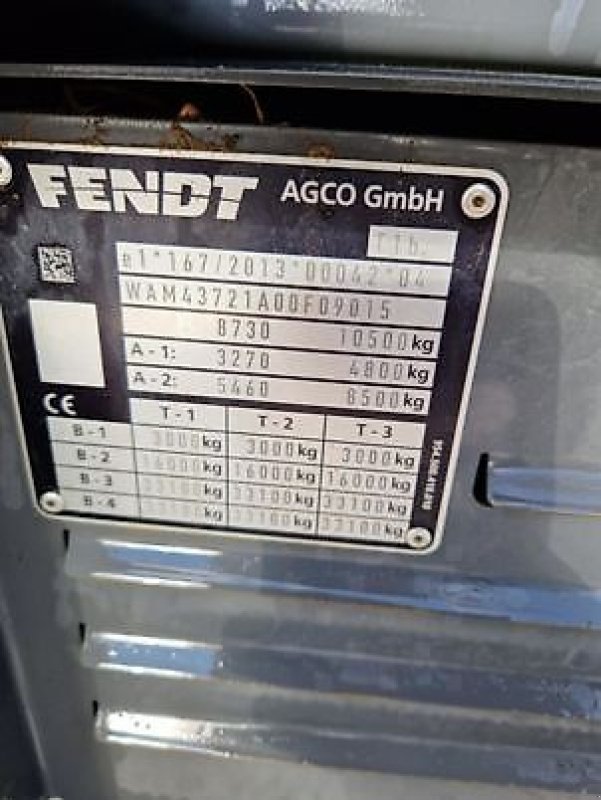 FENDT AGCO GmbH
T1b
e1*167/2013*00042*04
WAM43721A00F09015
8730 10500kg
A - 1: 3270 4800kg
A - 2: 5460 8500kg
CE
T - 1 T - 2 T - 3
B - 1 3000kg 3000kg 3000kg
B - 2 16000kg 16000kg 16000kg
B - 3 33100kg 33100kg 33100kg
B - 4 33100kg 33100kg 33100kg